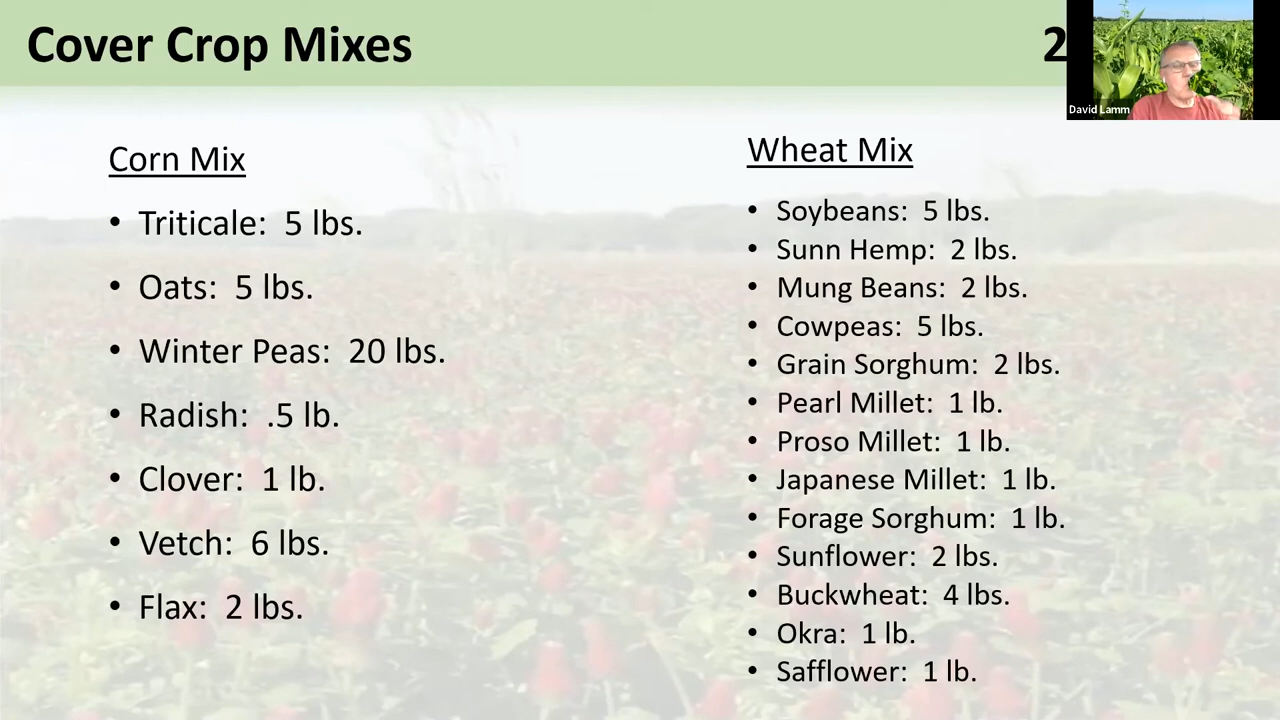 Cover Crop Mixes
2
David Lamm
Corn Mix
• Triticale: 5 lbs.
• Oats: 5 lbs.
• Winter Peas: 20 lbs.
• Radish: .5 lb.
• Clover: 1 lb.
• Vetch: 6 lbs.
• Flax: 2 lbs.
Wheat Mix
• Soybeans: 5 lbs.
• Sunn Hemp: 2 lbs.
• Mung Beans: 2 lbs.
• Cowpeas: 5 lbs.
• Grain Sorghum: 2 lbs.
• Pearl Millet: 1 lb.
• Proso Millet: 1 lb.
• Japanese Millet: 1 lb.
• Forage Sorghum: 1 lb.
• Sunflower: 2 lbs.
• Buckwheat: 4 lbs.
• Okra: 1 lb.
• Safflower: 1 lb.